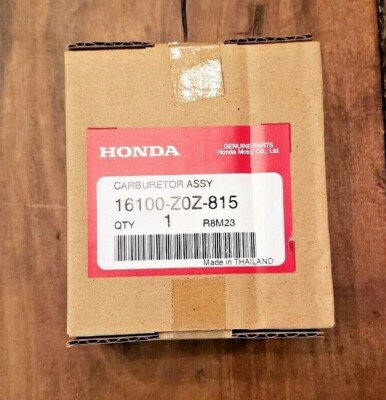 HONDA
GENUINE PARTS
Honda Motor Co., Ltd.
CARBURETOR ASSY
16100-Z0Z-815
QTY 1 R8M23
Made in THAILAND